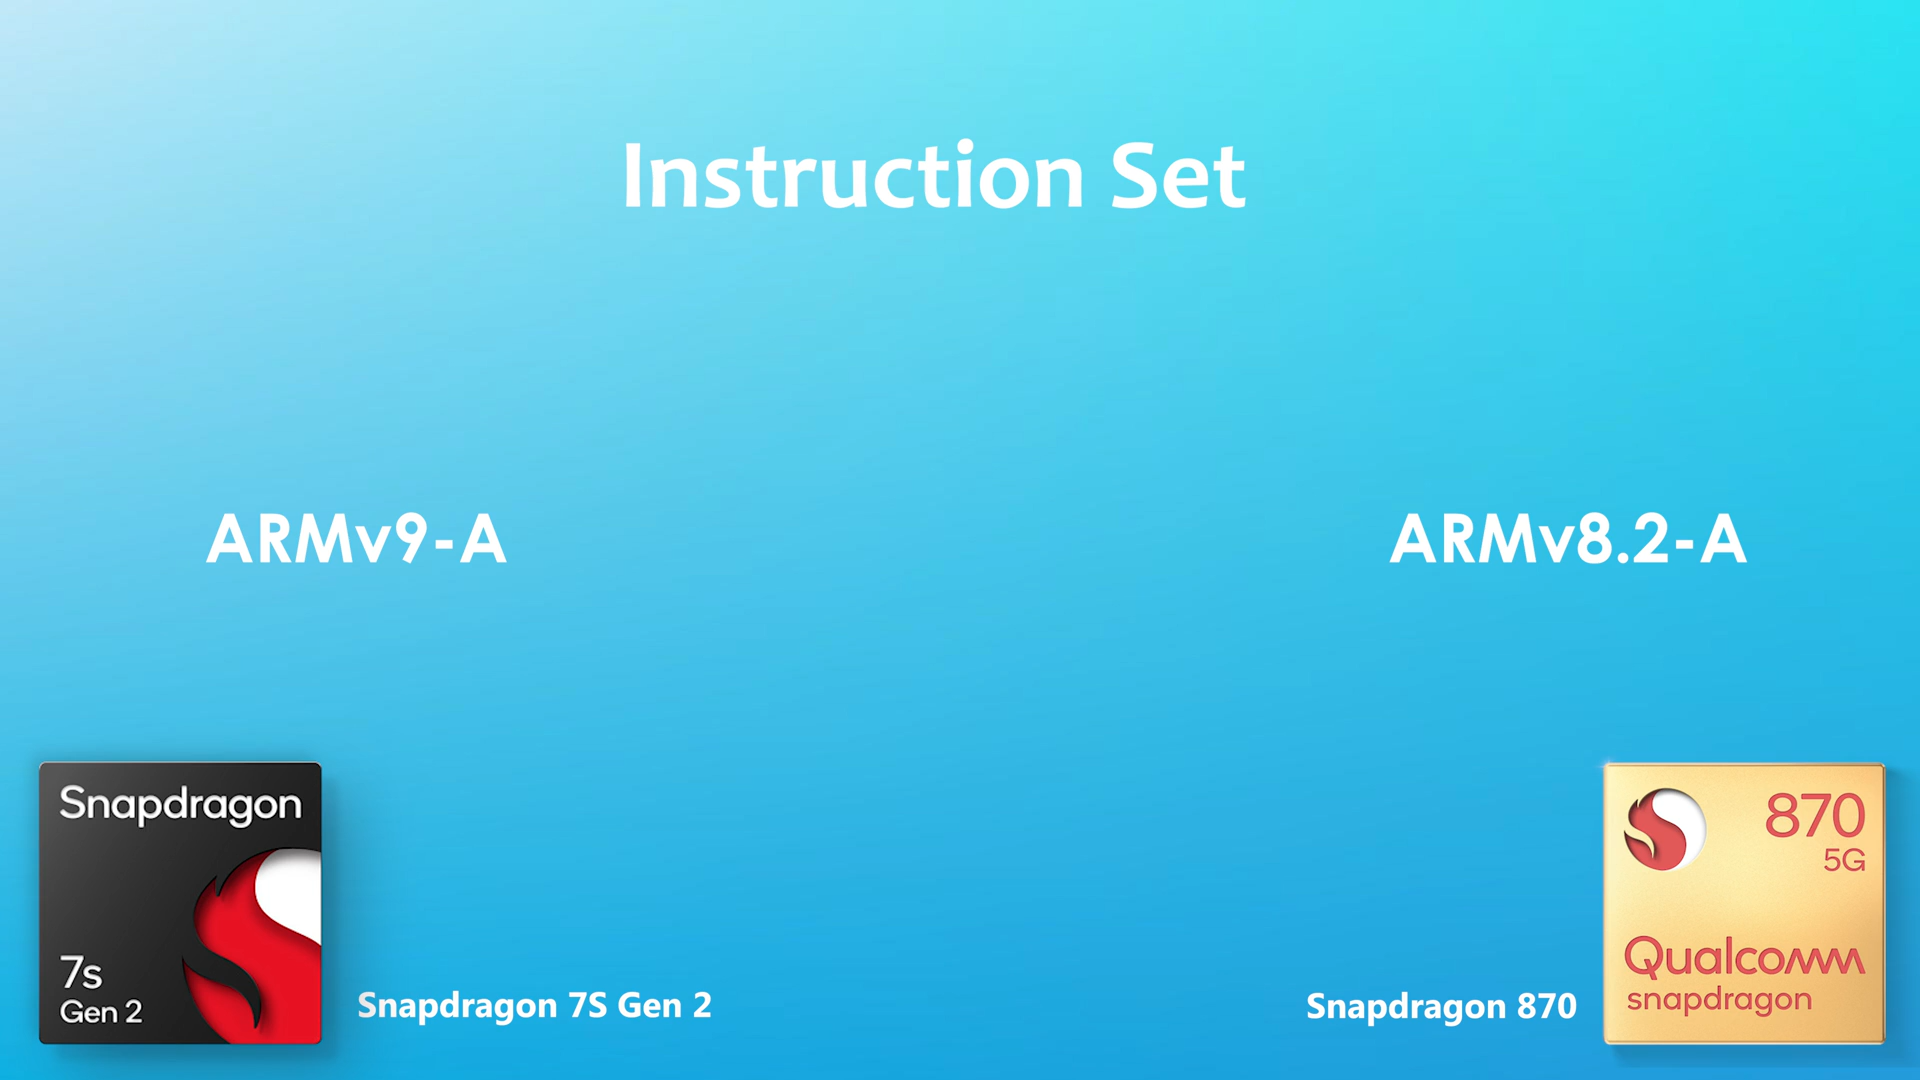 Instruction Set
ARMv9-A
ARMv8.2-A
Snapdragon
7s
Gen 2
Snapdragon 7S Gen 2
Snapdragon 870
870
5G
Qualcomm
snapdragon